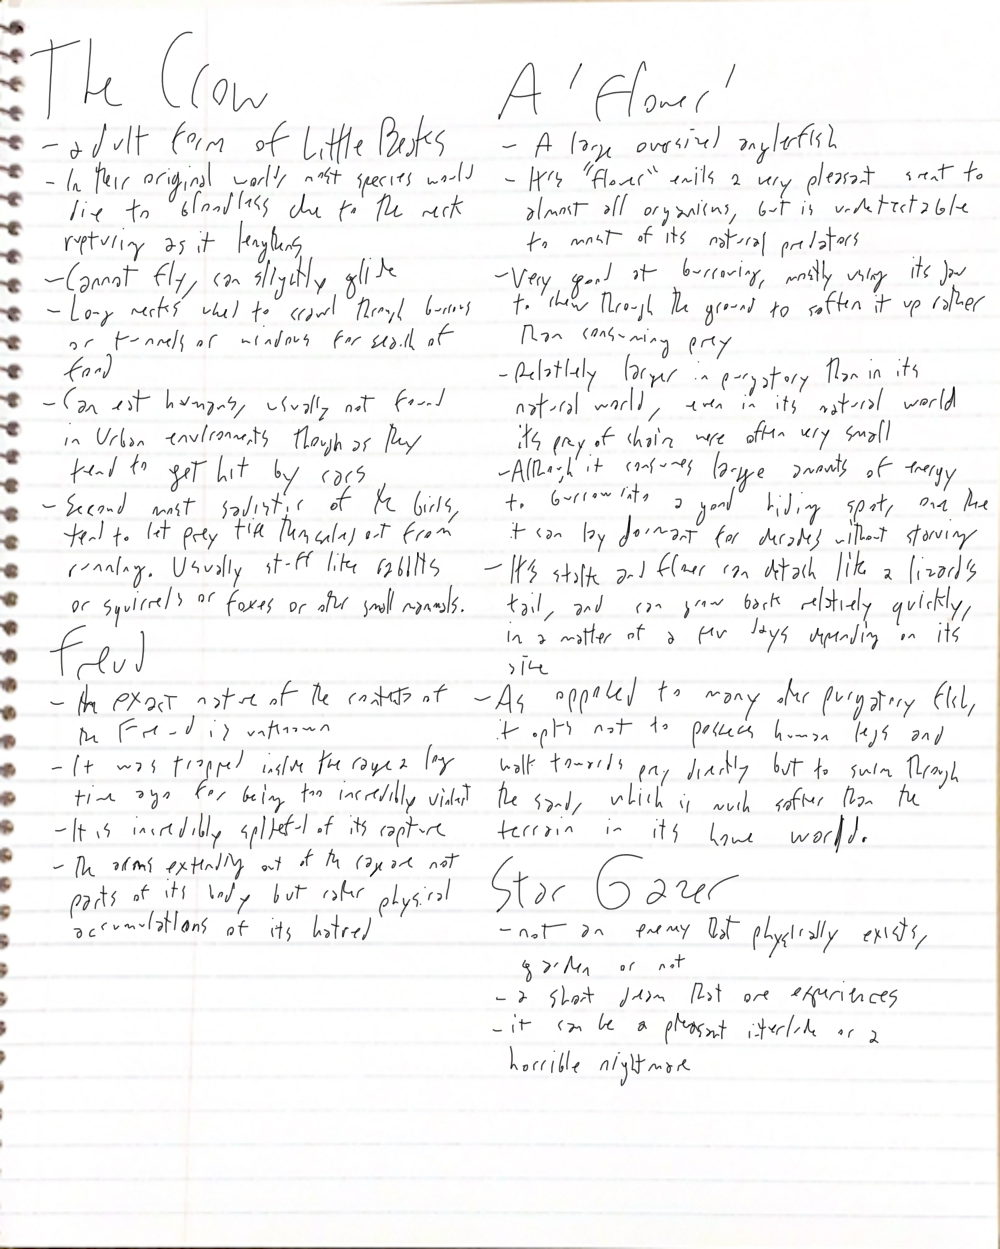 The Crow
- adult form of Little Beaks
- In their original world, most species would
die to bloodloss due to the neck
rupturing as it lengthens
- Cannot fly, can slightly glide
- Long necks used to crawl through burrows
or tunnels or windows for search of
food
- Can eat humans, usually not found
in Urban environments though as they
tend to get hit by cars
- Second most sadistic of the Birds,
tend to let prey tire themselves out from
running. Usually stuff like rabbits
or squirrels or foxes or other small mammals.
Freud
- the exact nature of the contents of
the Freud is unknown
- It was trapped inside the cage a long
time ago for being too incredibly violent
- It is incredibly spiteful of its capture
- The arms extending out of the cage are not
parts of its body but rather physical
accumulations of its hatred
A 'Flower'
- A large oversized anglerfish
- It's "flower" emits a very pleasant scent to
almost all organisms, but is undetectable
to most of its natural predators
- Very good at burrowing, mostly using its jaw
to chew through the ground to soften it up rather
than consuming prey
- Relatively larger in purgatory than in its
natural world, even in its natural world
its prey of choice were often very small
- Although it consumes large amounts of energy
to burrow into a good hiding spot, one there
it can lay dormant for decades without starving
- It's stalk and flower can detach like a lizard's
tail, and can grow back relatively quickly,
in a matter of a few days depending on its
size
- As opposed to many other purgatory fish,
it opts not to possess human legs and
walk towards prey directly but to swim through
the sand, which is much softer than the
terrain in its home world.
Star Gazer
- not an enemy that physically exists,
garden or not
- a short dream that one experiences
- it can be a pleasant interlude or a
horrible nightmare